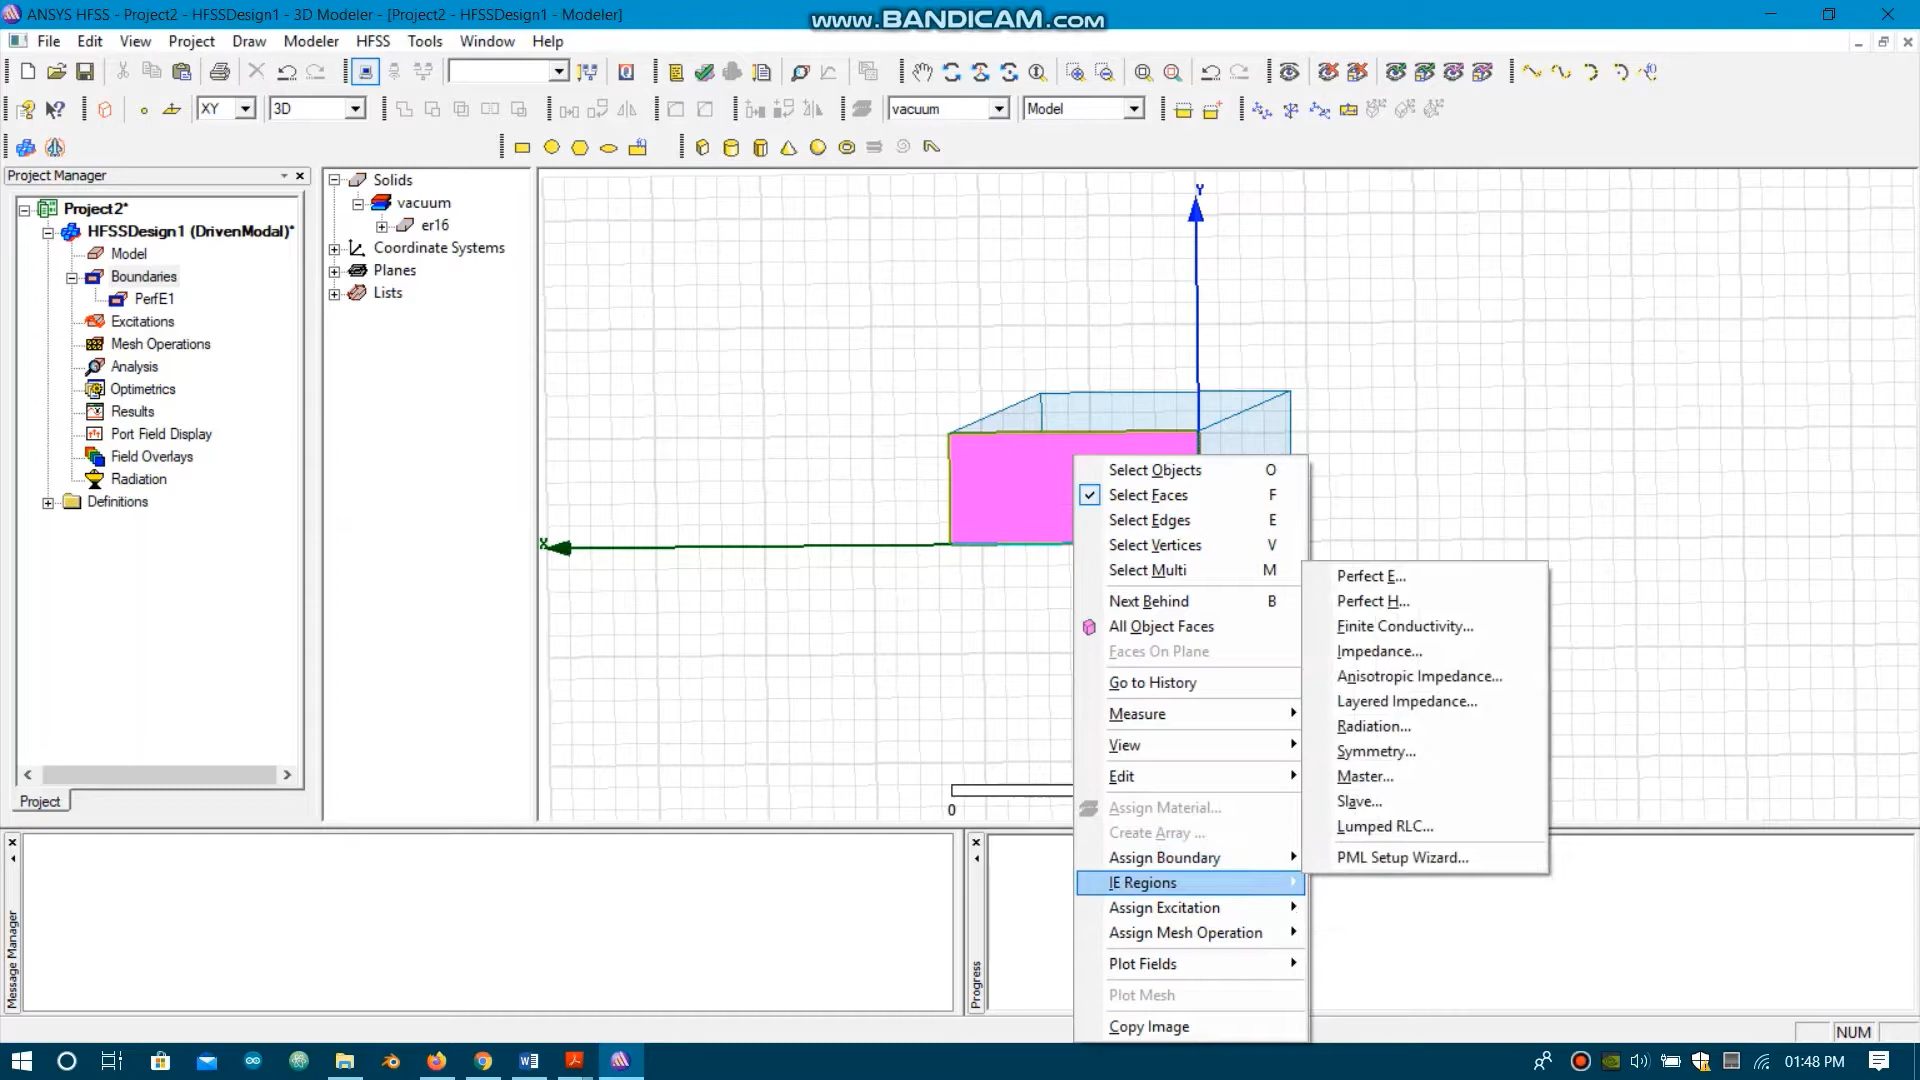 ANSYS HFSS - Project2 - HFSSDesign1 - 3D Modeler - [Project2 - HFSSDesign1 - Modeler]
www.BANDICAM.com
File Edit View Project Draw Modeler HFSS Tools Window Help
XY 3D vacuum Model
Project Manager
Project2*
HFSSDesign1 (DrivenModal)*
Model
Boundaries
PerfE1
Excitations
Mesh Operations
Analysis
Optimetrics
Results
Port Field Display
Field Overlays
Radiation
Definitions
Project
Solids
vacuum
er16
Coordinate Systems
Planes
Lists
Y
X
0
Select Objects O
Select Faces F
Select Edges E
Select Vertices V
Select Multi M
Next Behind B
All Object Faces
Faces On Plane
Go to History
Measure
View
Edit
Assign Material...
Create Array ...
Assign Boundary
IE Regions
Assign Excitation
Assign Mesh Operation
Plot Fields
Plot Mesh
Copy Image
Perfect E...
Perfect H...
Finite Conductivity...
Impedance...
Anisotropic Impedance...
Layered Impedance...
Radiation...
Symmetry...
Master...
Slave...
Lumped RLC...
PML Setup Wizard...
Message Manager
Progress
NUM
01:48 PM